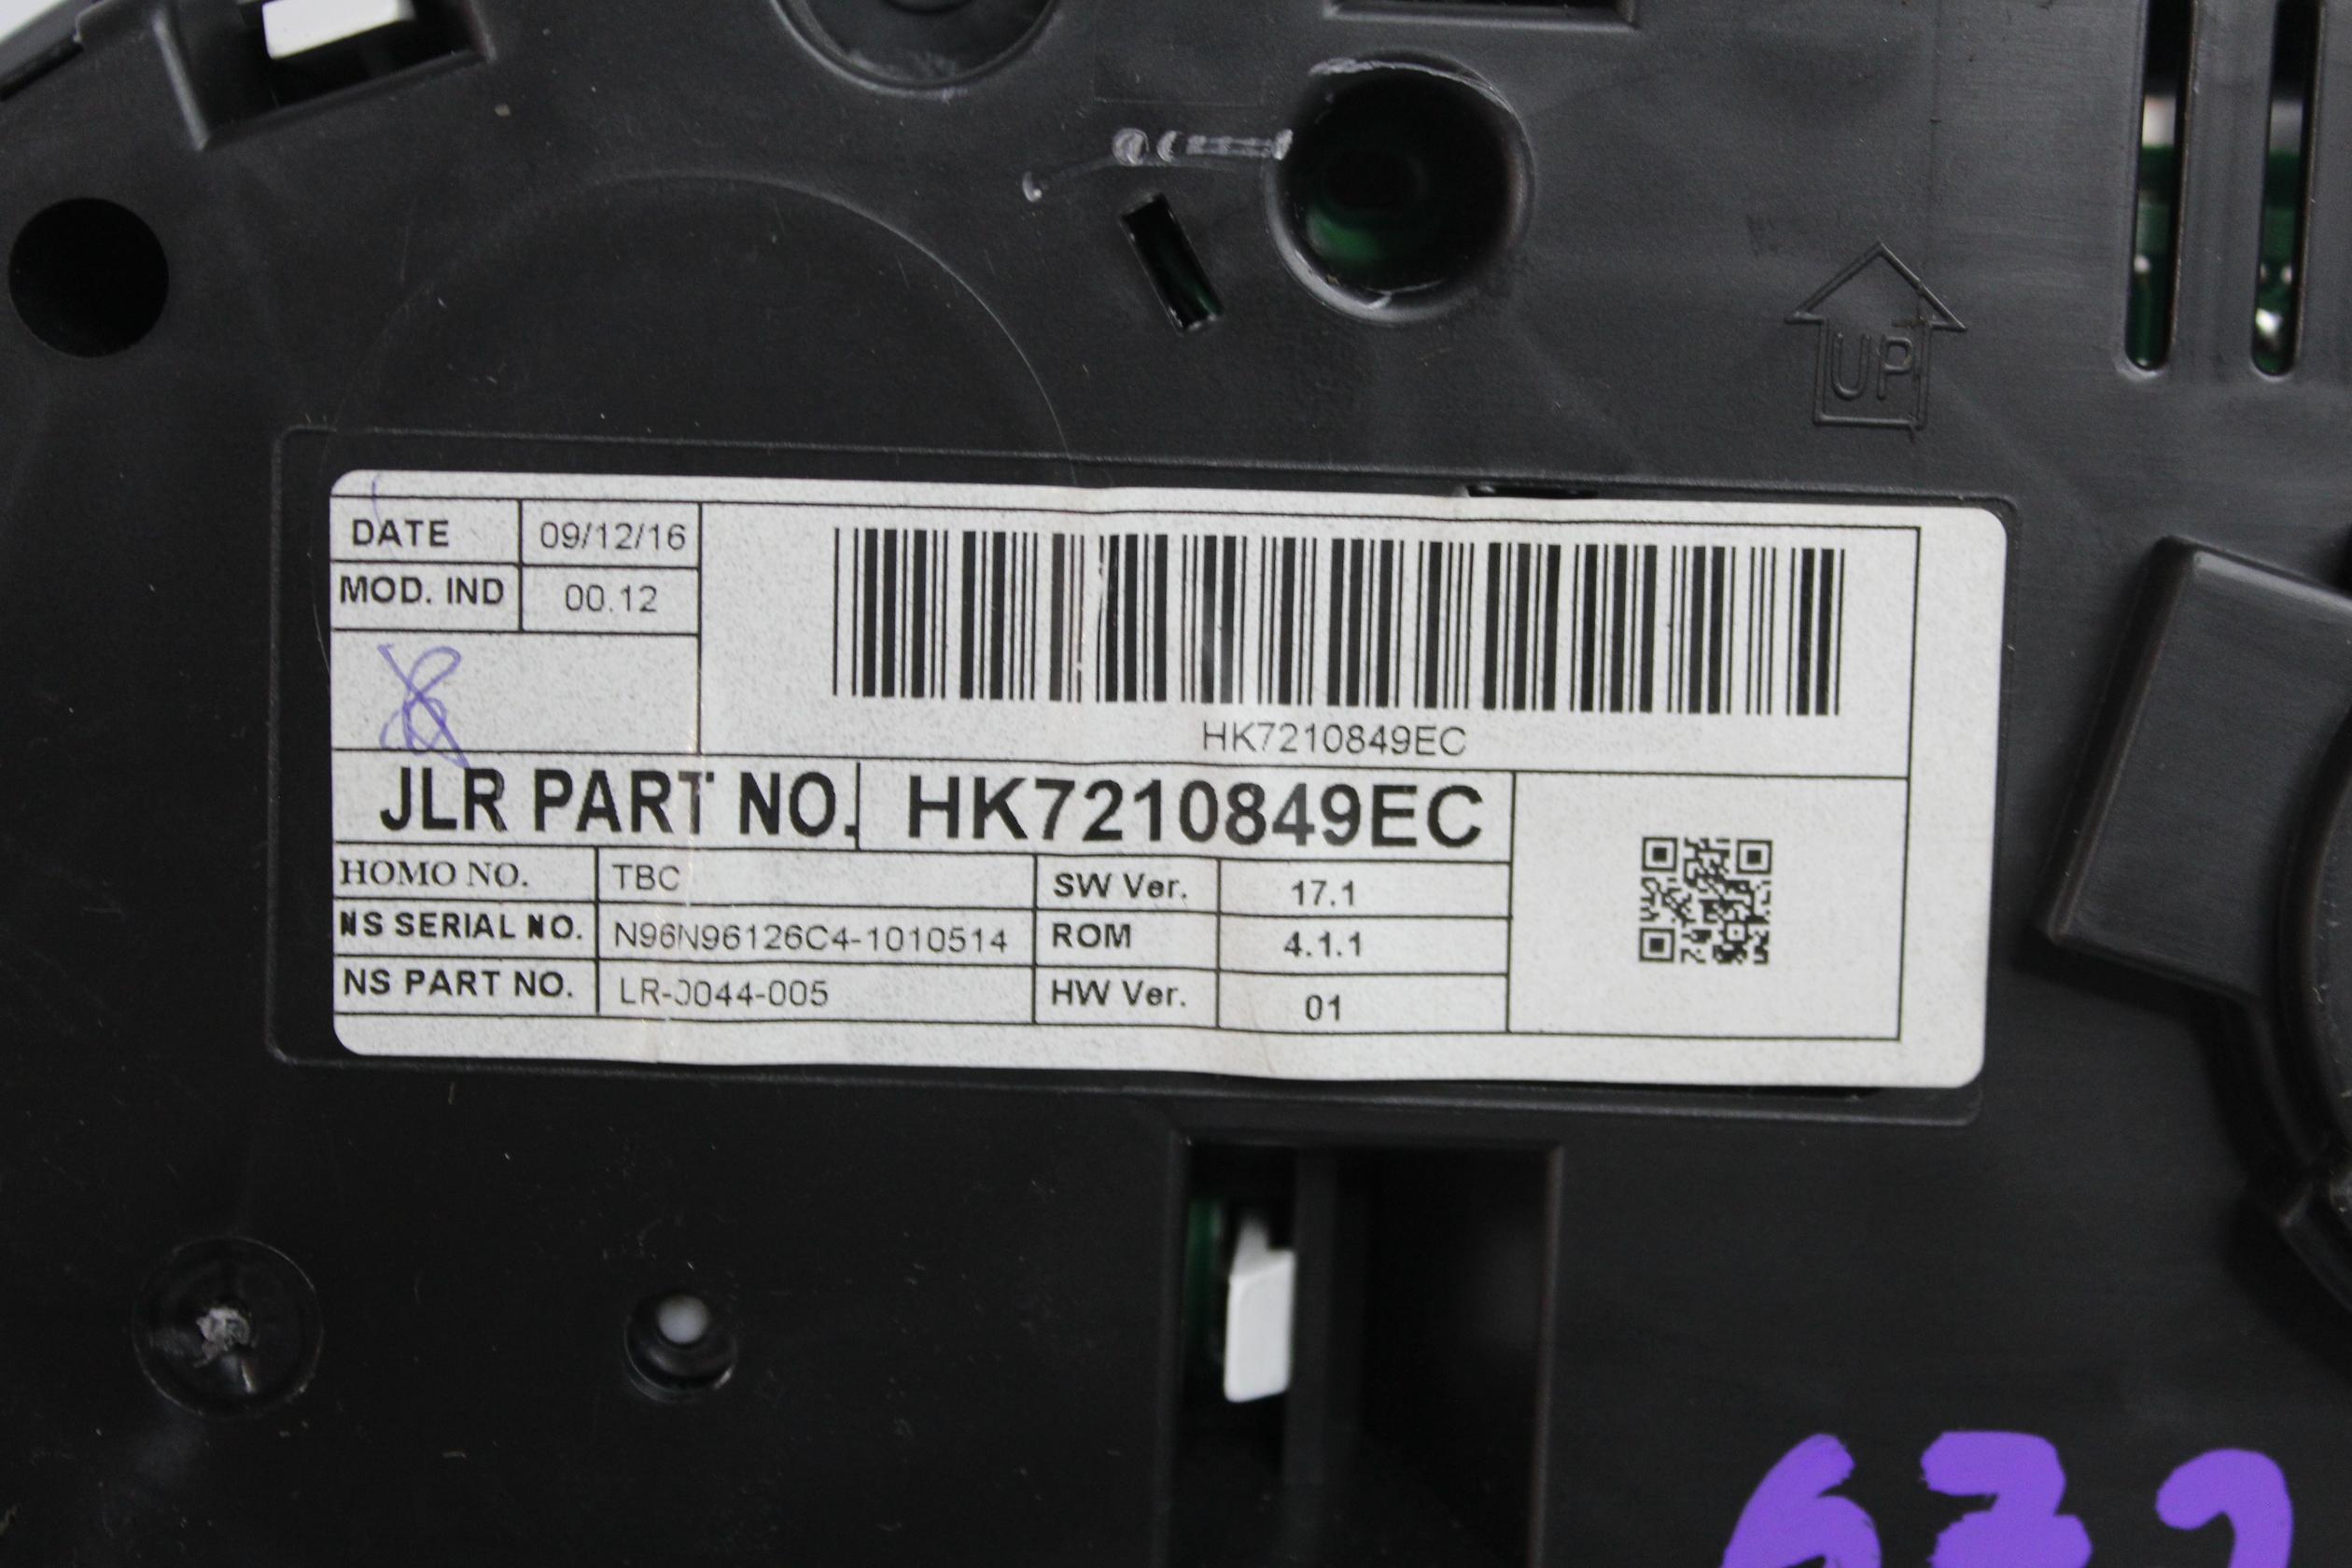 UP
DATE 09/12/16
MOD. IND 00.12
HK7210849EC
JLR PART NO. HK7210849EC
HOMO NO. TBC SW Ver. 17.1
NS SERIAL NO. N96N96126C4-1010514 ROM 4.1.1
NS PART NO. LR-0044-005 HW Ver. 01